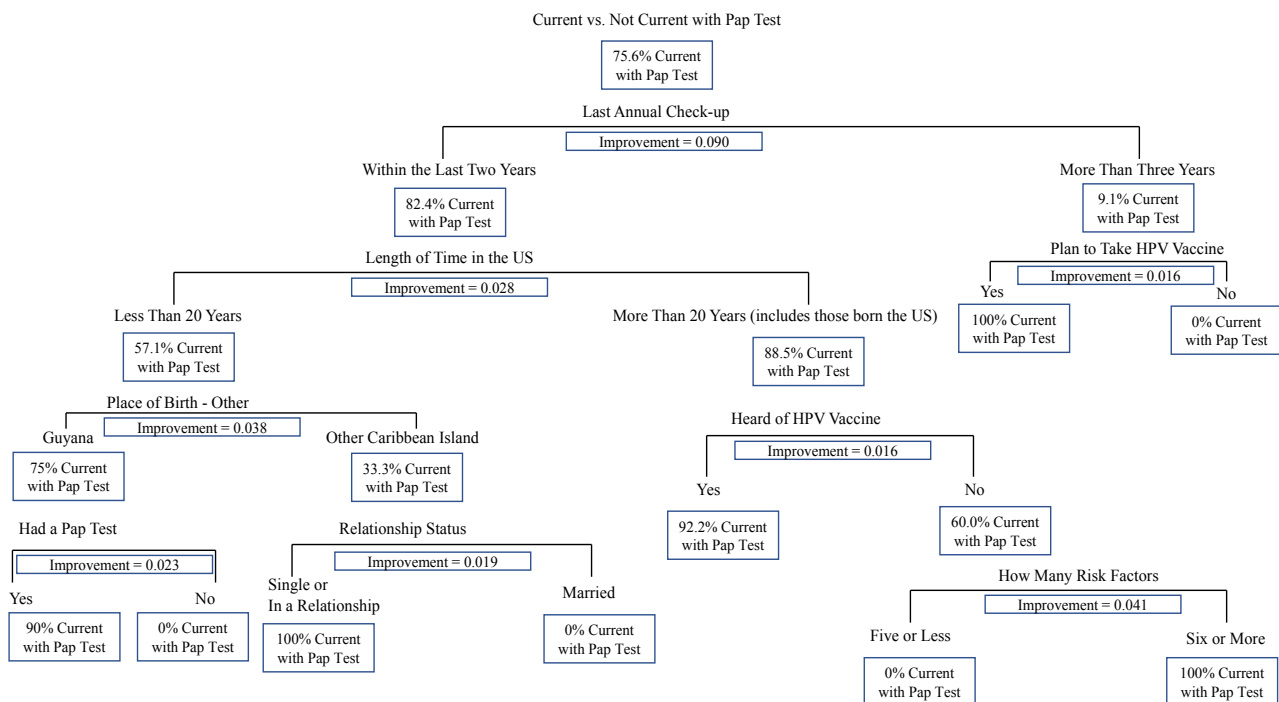 Current vs. Not Current with Pap Test
75.6% Current
with Pap Test
Last Annual Check-up
Improvement = 0.090
Within the Last Two Years
More Than Three Years
82.4% Current
with Pap Test
9.1% Current
with Pap Test
Length of Time in the US
Improvement = 0.028
Plan to Take HPV Vaccine
Improvement = 0.016
Yes
No
100% Current
with Pap Test
0% Current
with Pap Test
Less Than 20 Years
More Than 20 Years (includes those born the US)
57.1% Current
with Pap Test
88.5% Current
with Pap Test
Place of Birth - Other
Improvement = 0.038
Guyana
Other Caribbean Island
75% Current
with Pap Test
33.3% Current
with Pap Test
Heard of HPV Vaccine
Improvement = 0.016
Yes
No
92.2% Current
with Pap Test
60.0% Current
with Pap Test
Had a Pap Test
Improvement = 0.023
Yes
No
90% Current
with Pap Test
0% Current
with Pap Test
Relationship Status
Improvement = 0.019
Single or
In a Relationship
Married
100% Current
with Pap Test
0% Current
with Pap Test
How Many Risk Factors
Improvement = 0.041
Five or Less
Six or More
0% Current
with Pap Test
100% Current
with Pap Test